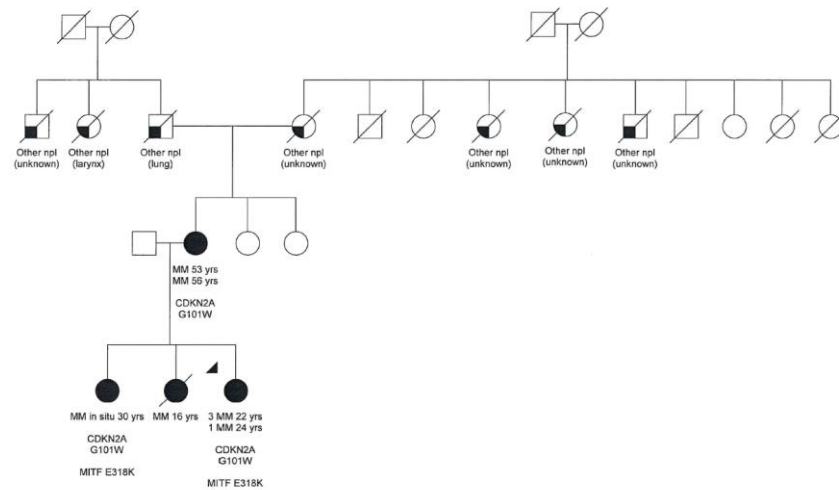 Other npl
(unknown)
Other npl
(larynx)
Other npl
(lung)
Other npl
(unknown)
Other npl
(unknown)
Other npl
(unknown)
Other npl
(unknown)
MM 53 yrs
MM 56 yrs
CDKN2A
G101W
MM in situ 30 yrs
CDKN2A
G101W
MITF E318K
MM 16 yrs
3 MM 22 yrs
1 MM 24 yrs
CDKN2A
G101W
MITF E318K